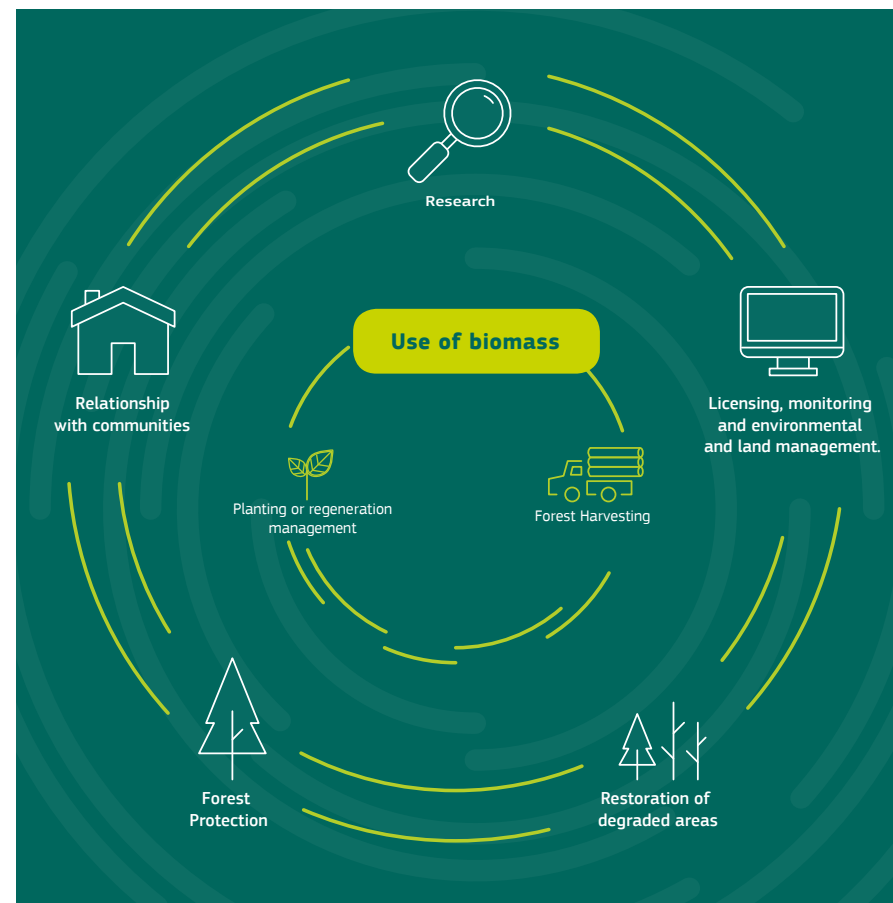 Research
Use of biomass
Relationship
with communities
Licensing, monitoring
and environmental
and land management.
Planting or regeneration
management
Forest Harvesting
Forest
Protection
Restoration of
degraded areas